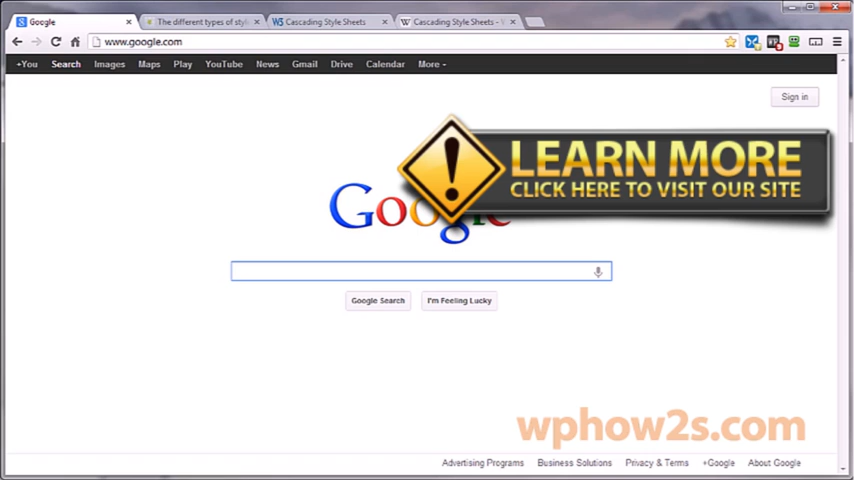 Google
The different types of styl
W3 Cascading Style Sheets
W Cascading Style Sheets - 
www.google.com
+You Search Images Maps Play YouTube News Gmail Drive Calendar More
Sign in
LEARN MORE
CLICK HERE TO VISIT OUR SITE
Google
Google Search
I'm Feeling Lucky
wphow2s.com
Advertising Programs Business Solutions Privacy & Terms +Google About Google